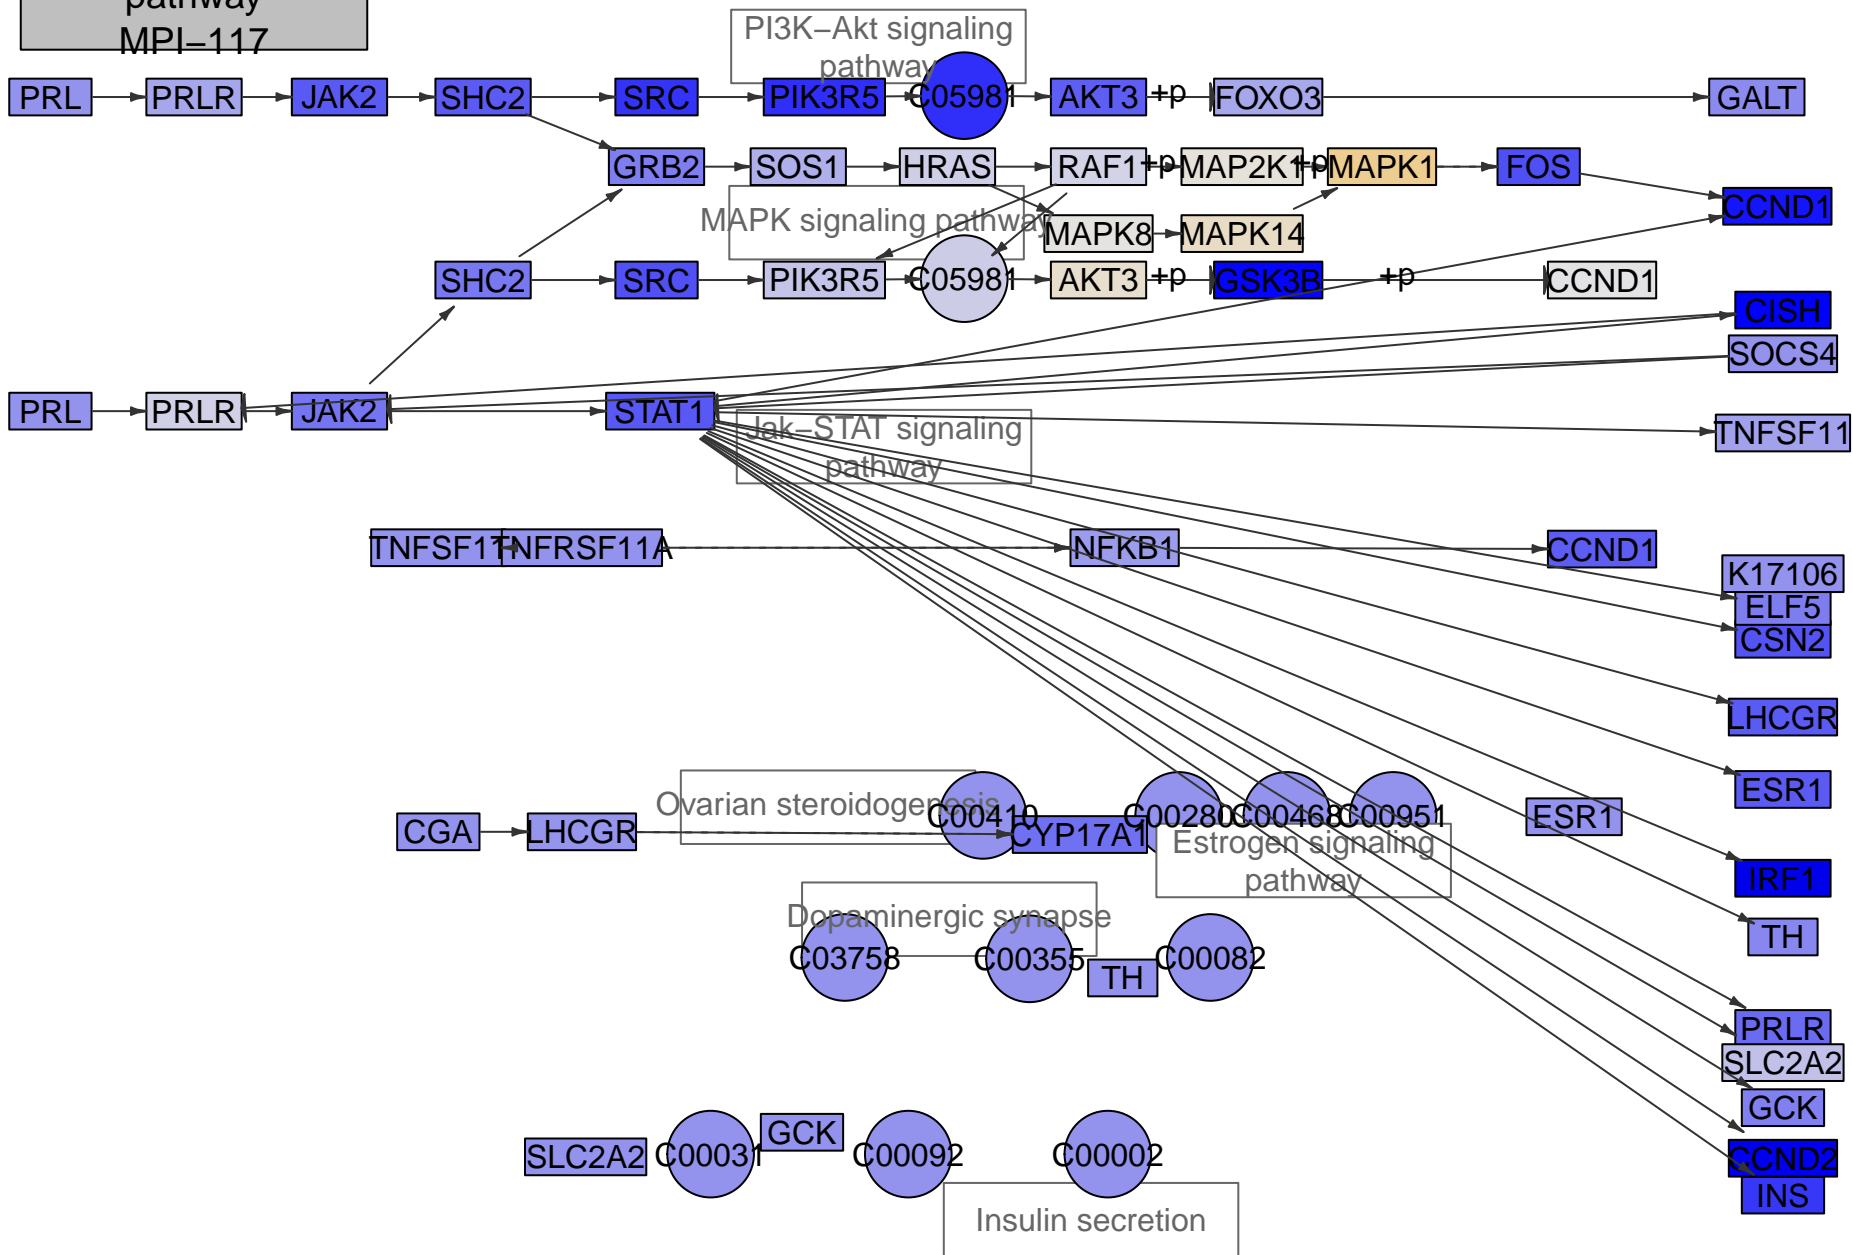 pathway
MPI−117
PI3K−Akt signaling
pathway
PRL
PRLR
JAK2
SHC2
SRC
PIK3R5
C05981
AKT3
+p
FOXO3
GALT
GRB2
SOS1
HRAS
RAF1
+p
MAP2K1
+p
MAPK1
FOS
CCND1
MAPK signaling pathway
MAPK8
MAPK14
SHC2
SRC
PIK3R5
C05981
AKT3
+p
GSK3B
+p
CCND1
CISH
SOCS4
PRL
PRLR
JAK2
STAT1
Jak−STAT signaling
pathway
TNFSF11
TNFSF11
TNFRSF11A
NFKB1
CCND1
K17106
ELF5
CSN2
LHCGR
ESR1
Ovarian steroidogenesis
C00410
C00280
C00468
C00951
ESR1
CGA
LHCGR
CYP17A1
Estrogen signaling
pathway
IRF1
Dopaminergic synapse
TH
C03758
C00355
TH
C00082
PRLR
SLC2A2
GCK
GCK
SLC2A2
C00031
C00092
C00002
CCND2
INS
Insulin secretion